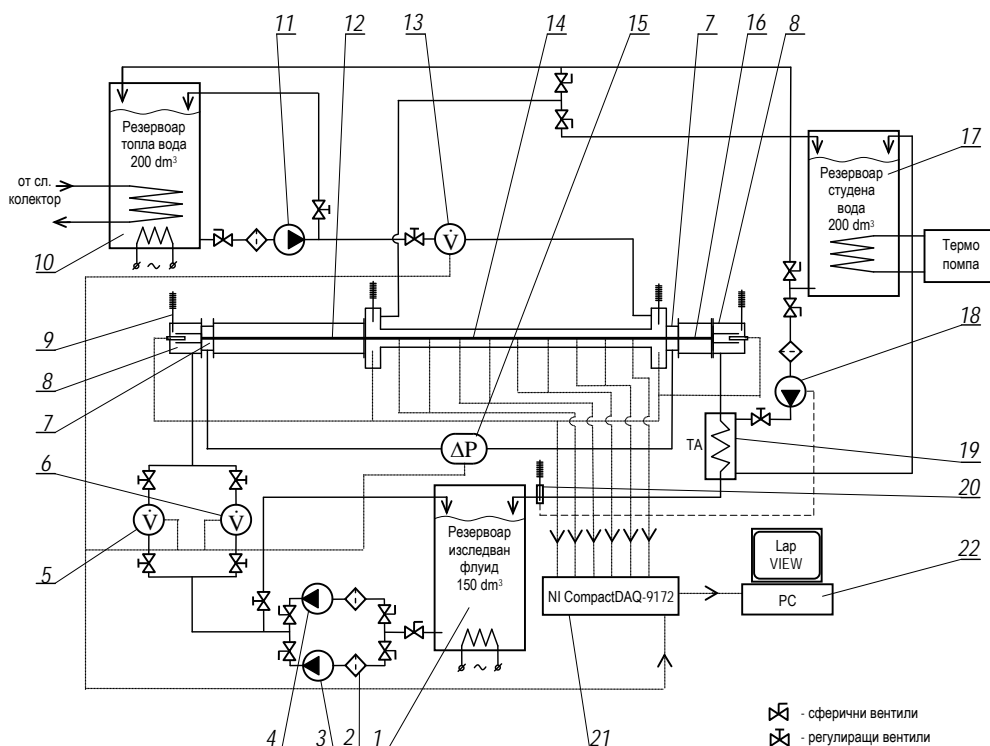 11
12
13
14
15
7
16
8
Резервоар
топла вода
200 dm³
от сл.
колектор
10
V̇
17
Резервоар
студена
вода
200 dm³
Термо
помпа
9
8
7
18
ΔP
TA
19
6
20
V̇
V̇
5
Резервоар
изследван
флуид
150 dm³
Lap
VIEW
22
NI CompactDAQ-9172
PC
4
3
2
1
21
- сферични вентили
- регулиращи вентили